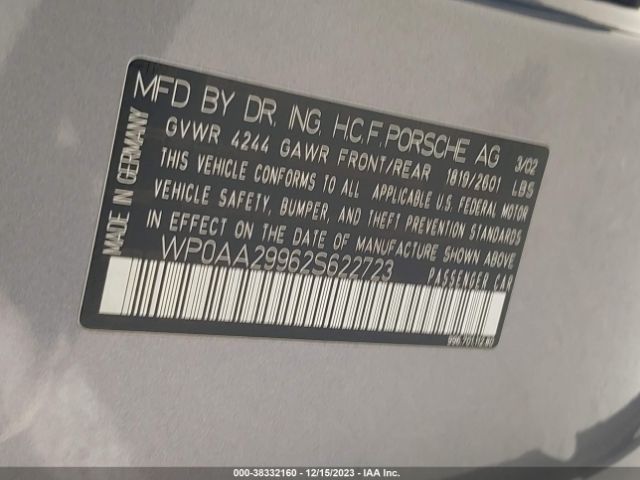 MFD BY DR. ING. H.C.F. PORSCHE AG 3/02
GVWR 4244 GAWR FRONT/REAR 1819/2601 LBS
THIS VEHICLE CONFORMS TO ALL APPLICABLE U.S. FEDERAL MOTOR
VEHICLE SAFETY, BUMPER, AND THEFT PREVENTION STANDARDS
IN EFFECT ON THE DATE OF MANUFACTURE SHOWN ABOVE.
WP0AA29962S622723 PASSENGER CAR
MADE IN GERMANY
000-38332160 - 12/15/2023 - IAA Inc.